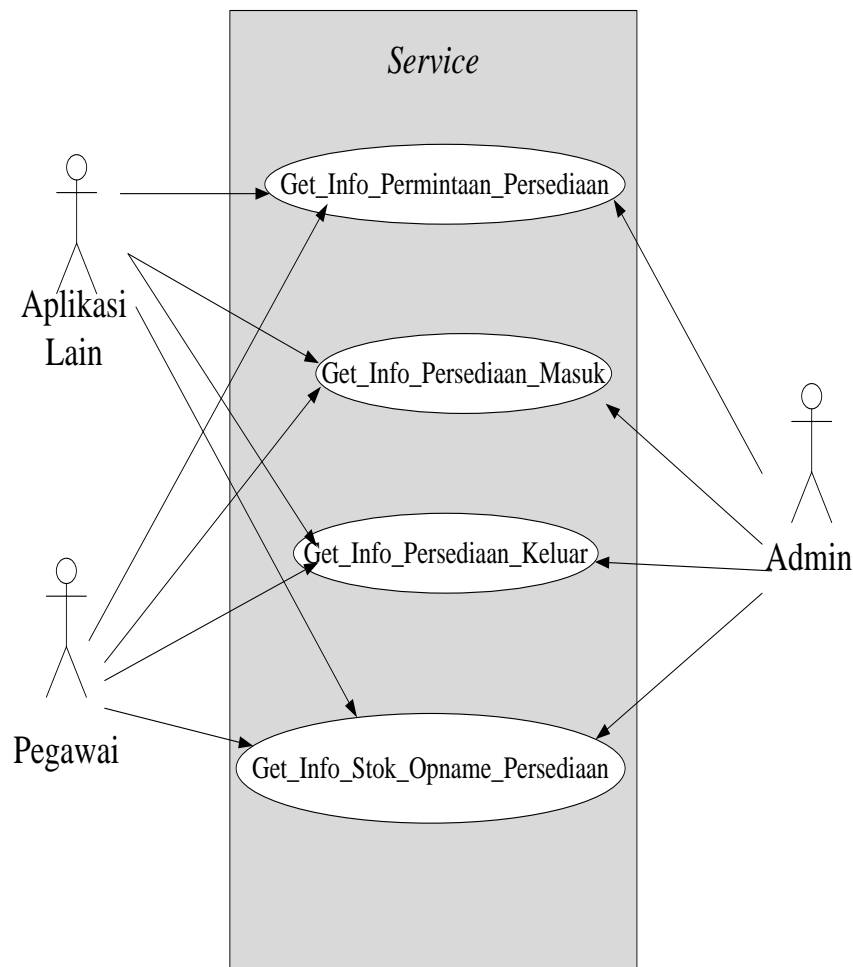 Service
Get_Info_Permintaan_Persediaan
Aplikasi
Lain
Get_Info_Persediaan_Masuk
Get_Info_Persediaan_Keluar
Admin
Pegawai
Get_Info_Stok_Opname_Persediaan